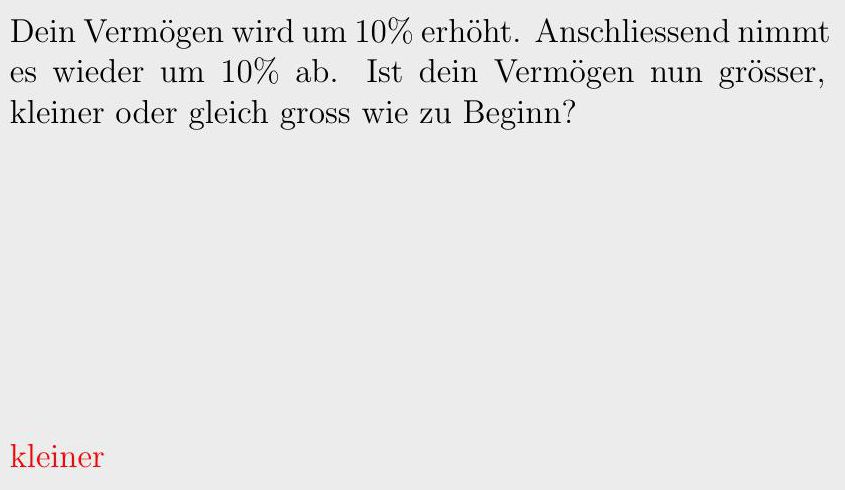 Dein Vermögen wird um 10% erhöht. Anschliessend nimmt
es wieder um 10% ab. Ist dein Vermögen nun grösser,
kleiner oder gleich gross wie zu Beginn?
kleiner